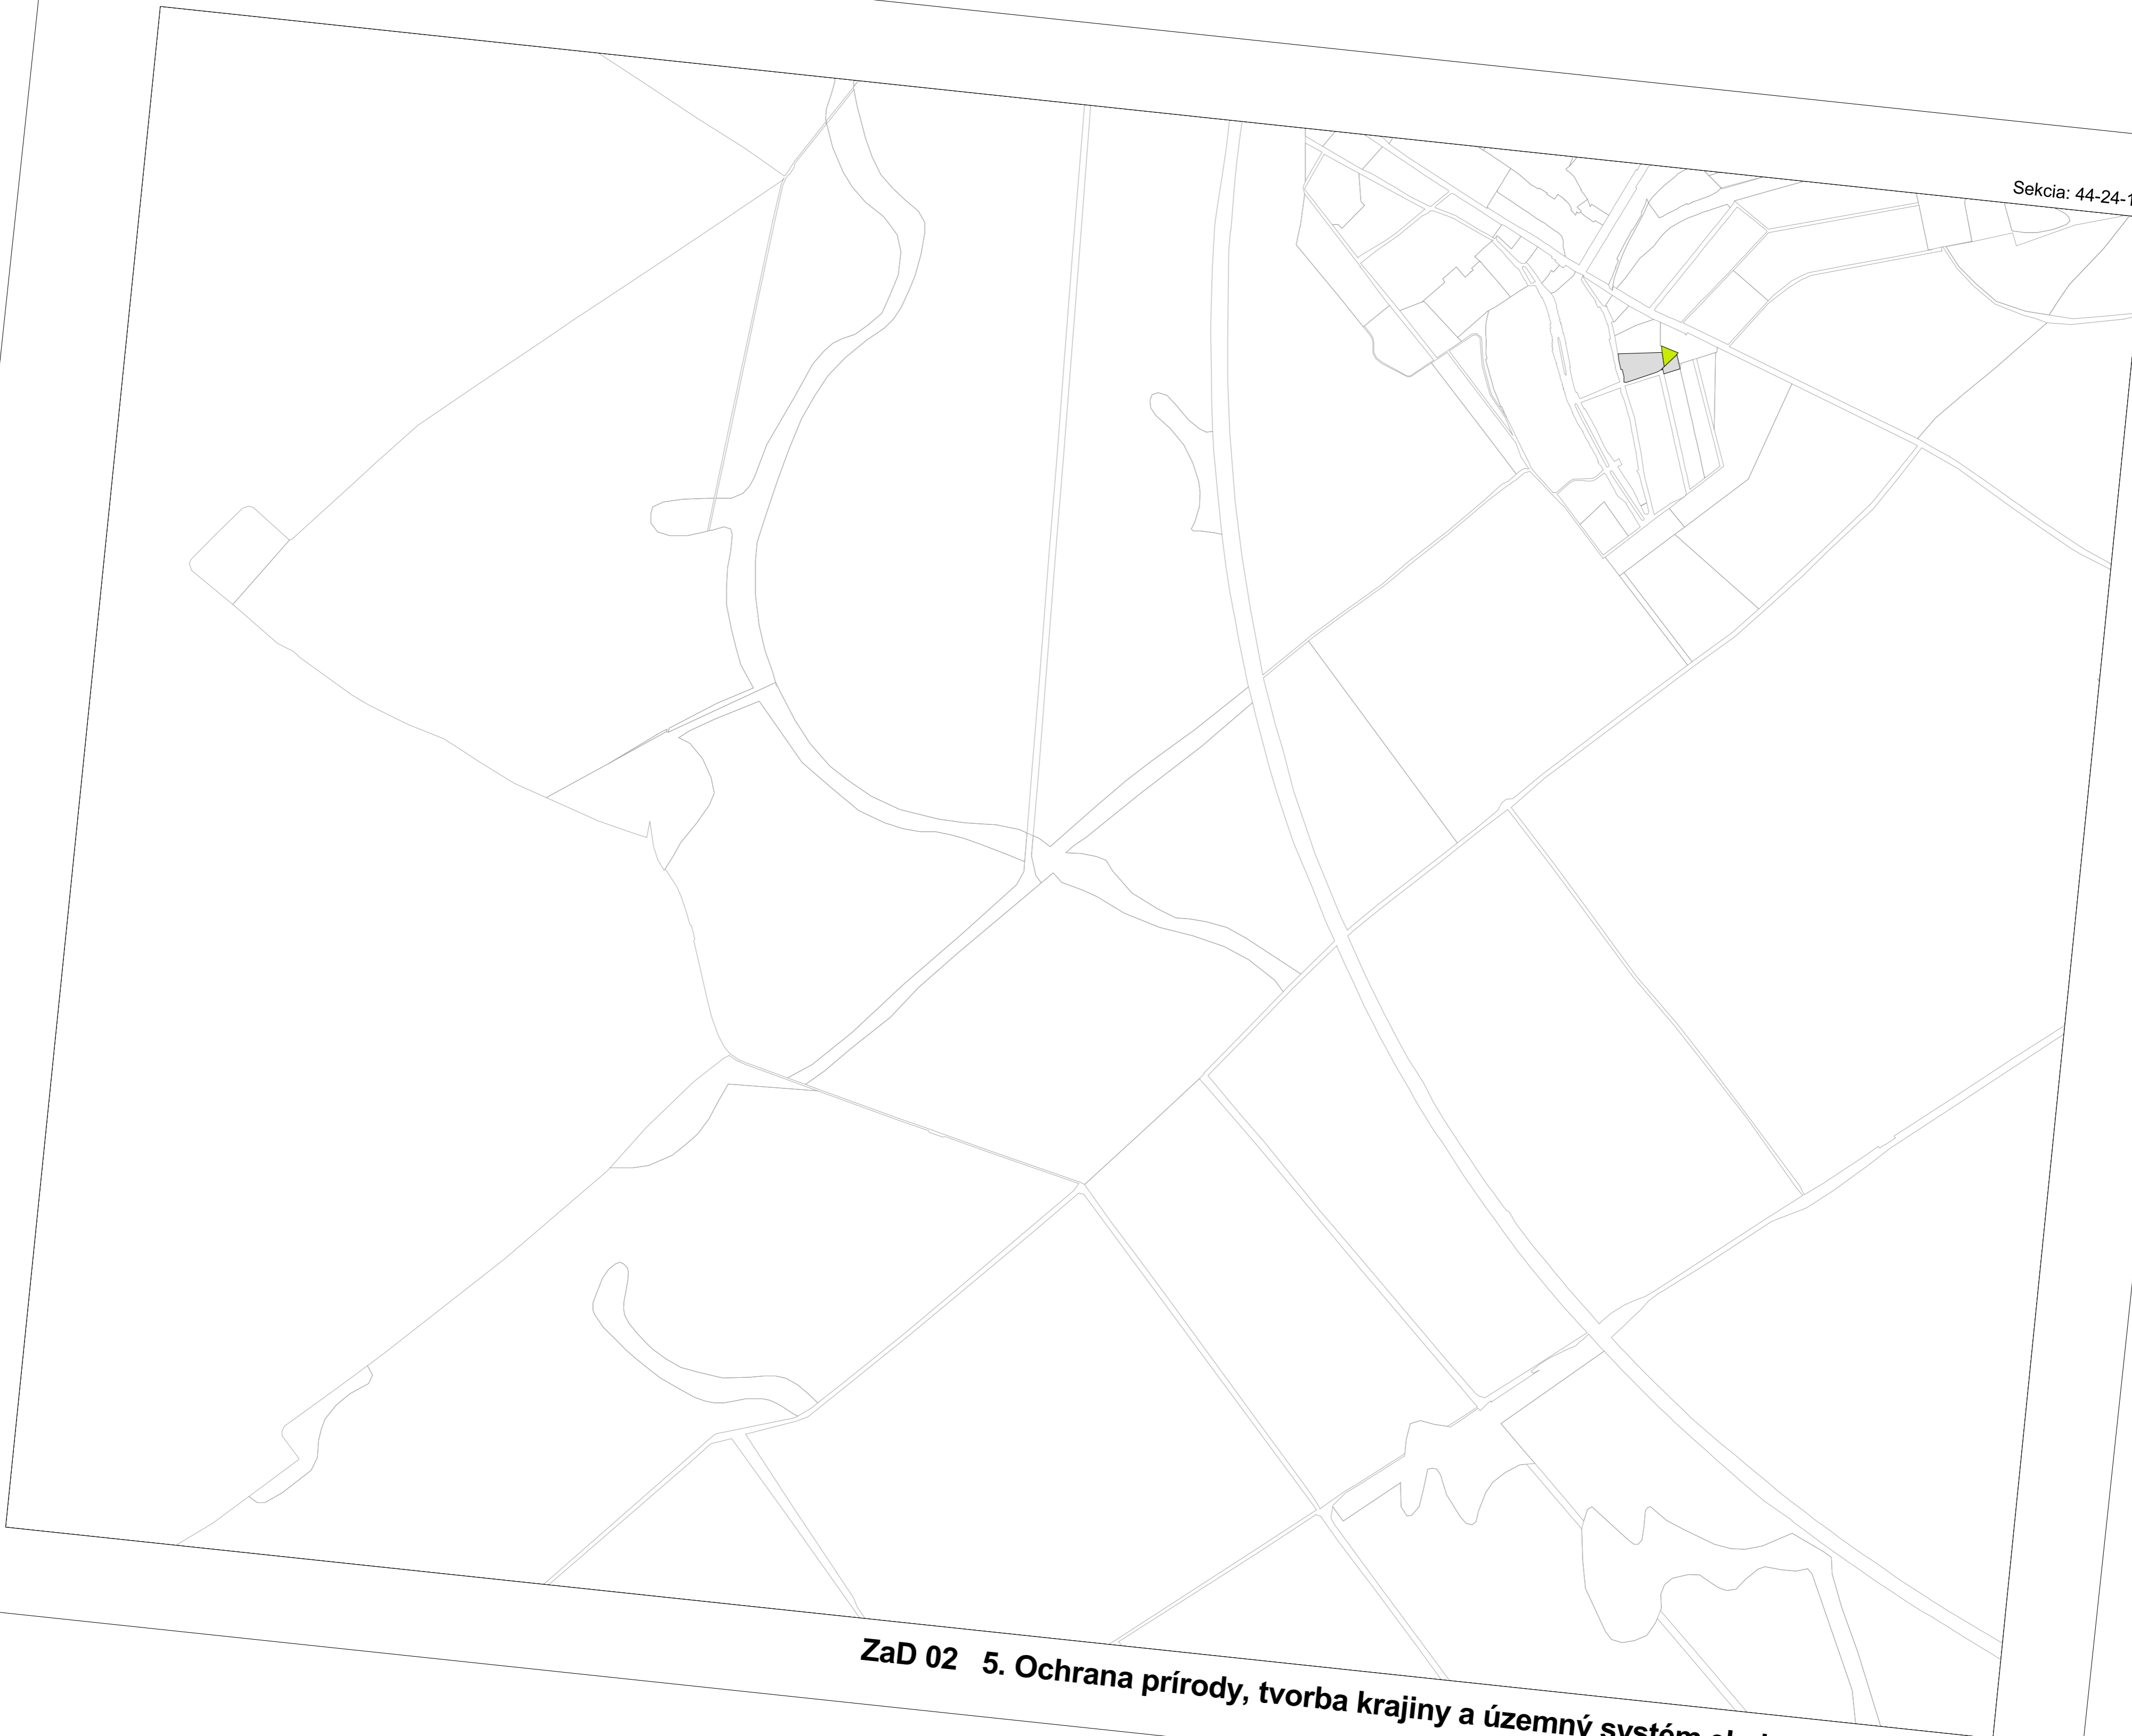 Sekcia: 44-24-1
ZaD 02 5. Ochrana prírody, tvorba krajiny a územný systém